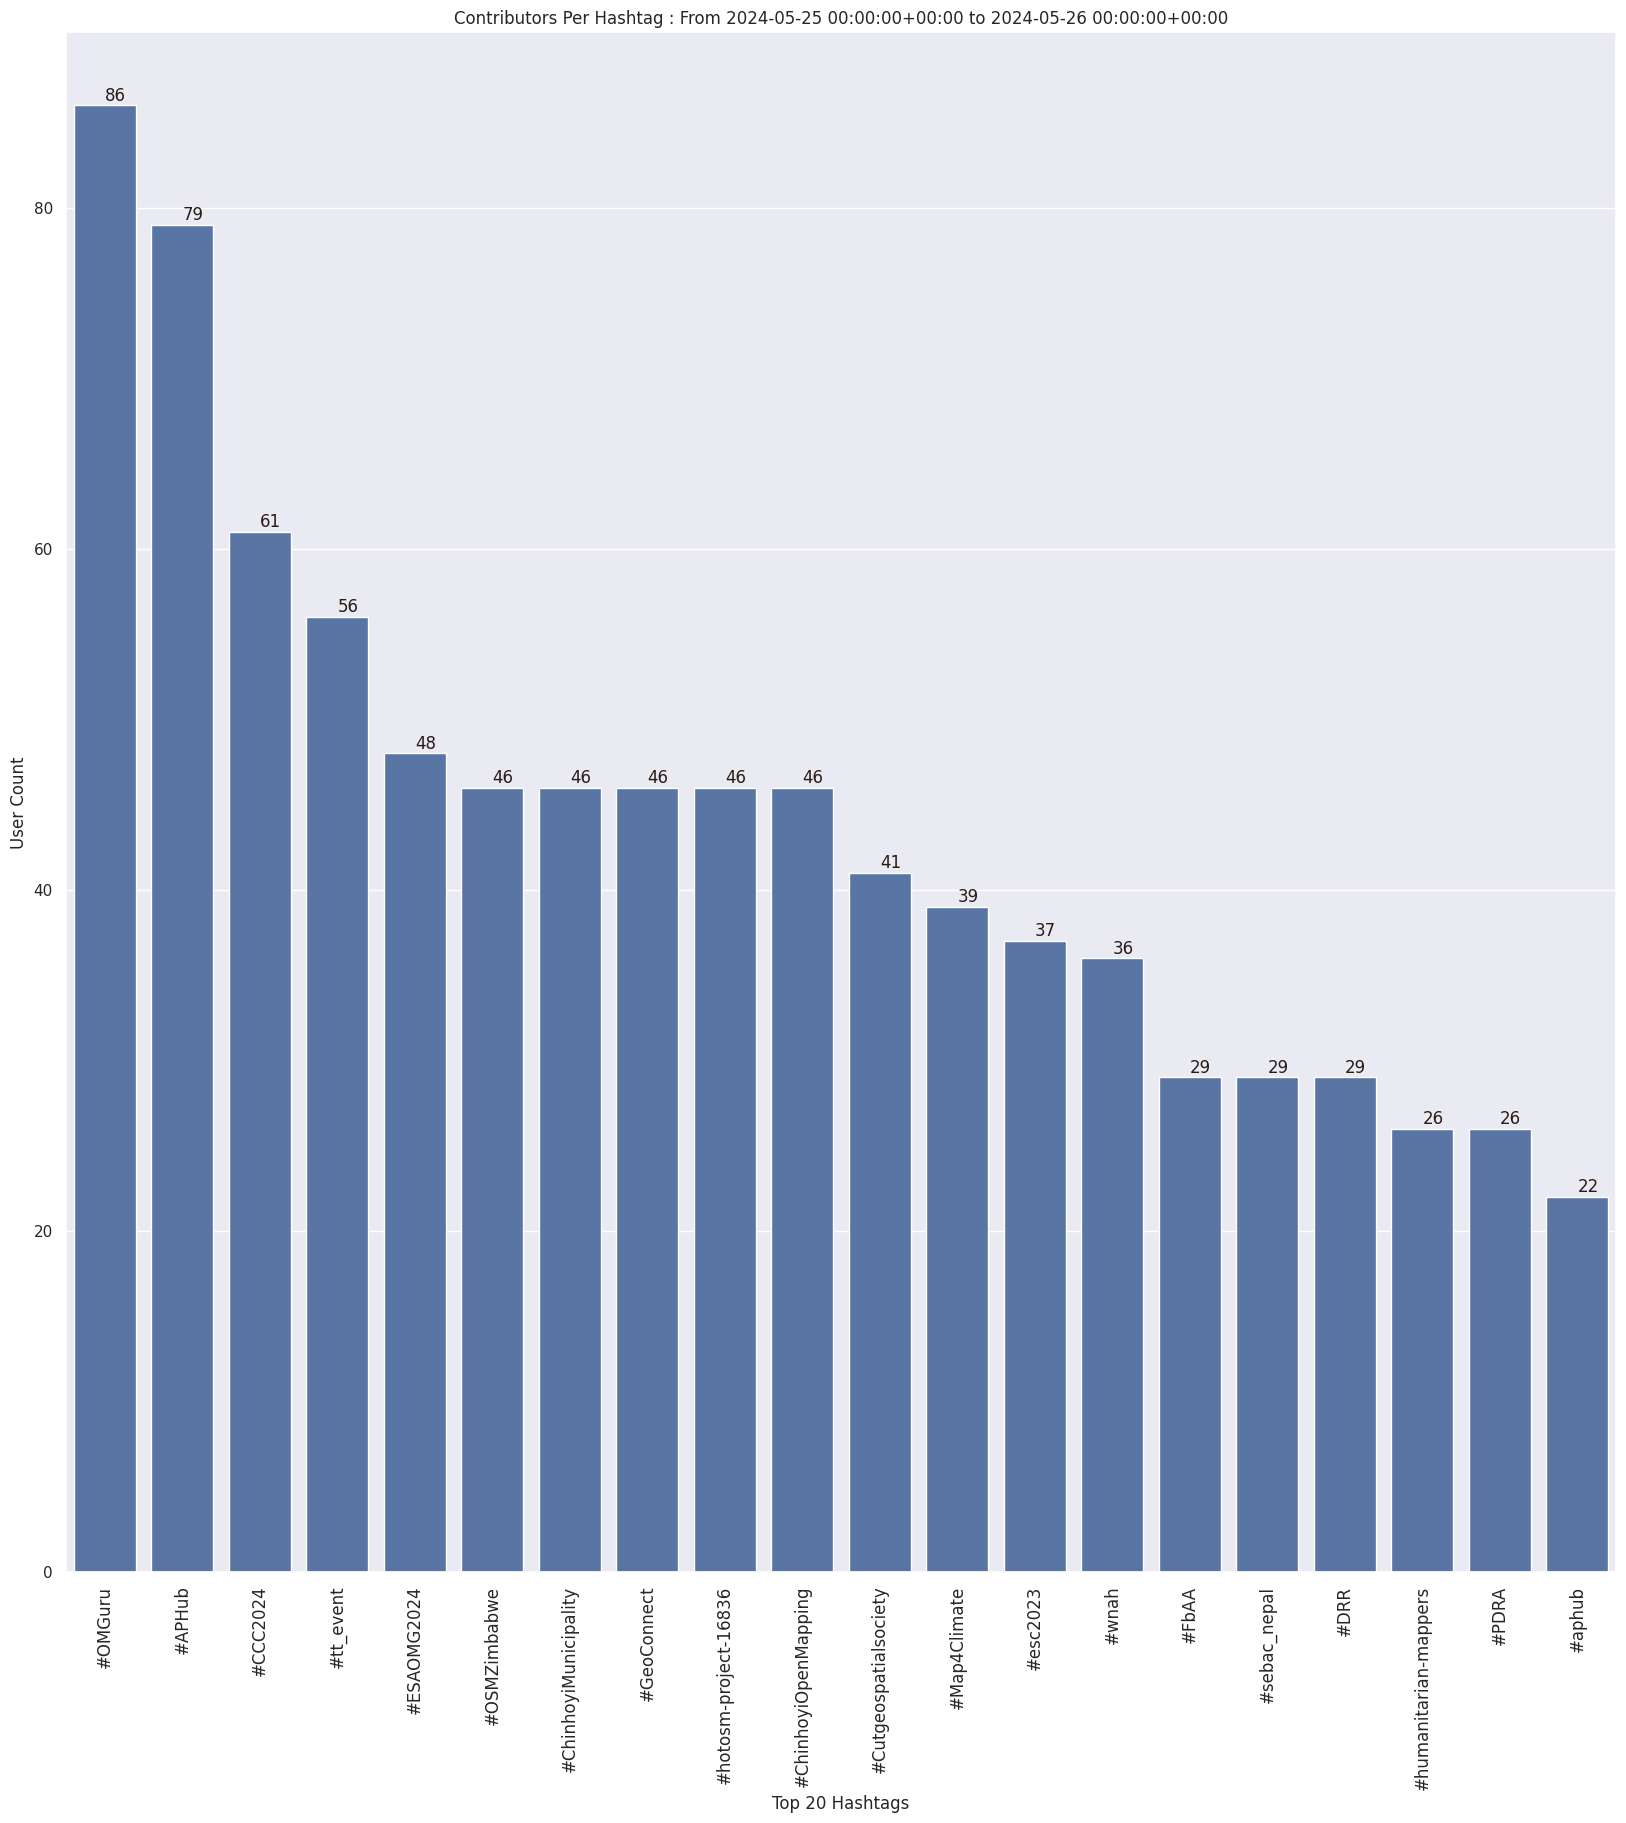 Contributors Per Hashtag : From 2024-05-25 00:00:00+00:00 to 2024-05-26 00:00:00+00:00
User Count
80
60
40
20
0
86
79
61
56
48
46
46
46
46
46
41
39
37
36
29
29
29
26
26
22
#OMGuru
#APHub
#CCC2024
#tt_event
#ESAOMG2024
#OSMZimbabwe
#ChinhoyiMunicipality
#GeoConnect
#hotosm-project-16836
#ChinhoyiOpenMapping
#Cutgeospatialsociety
#Map4Climate
#esc2023
#wnah
#FbAA
#sebac_nepal
#DRR
#humanitarian-mappers
#PDRA
#aphub
Top 20 Hashtags